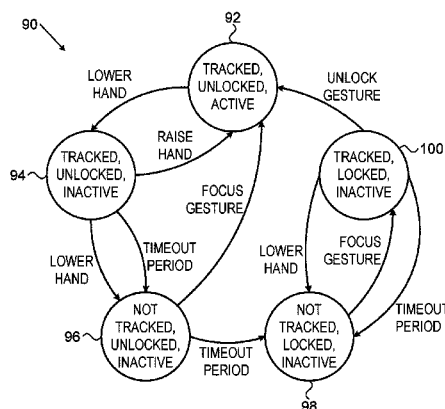 90
92
TRACKED,
UNLOCKED,
ACTIVE
LOWER
HAND
UNLOCK
GESTURE
RAISE
HAND
94
TRACKED,
UNLOCKED,
INACTIVE
100
TRACKED,
LOCKED,
INACTIVE
FOCUS
GESTURE
LOWER
HAND
TIMEOUT
PERIOD
LOWER
HAND
FOCUS
GESTURE
TIMEOUT
PERIOD
96
NOT
TRACKED,
UNLOCKED,
INACTIVE
TIMEOUT
PERIOD
NOT
TRACKED,
LOCKED,
INACTIVE
98